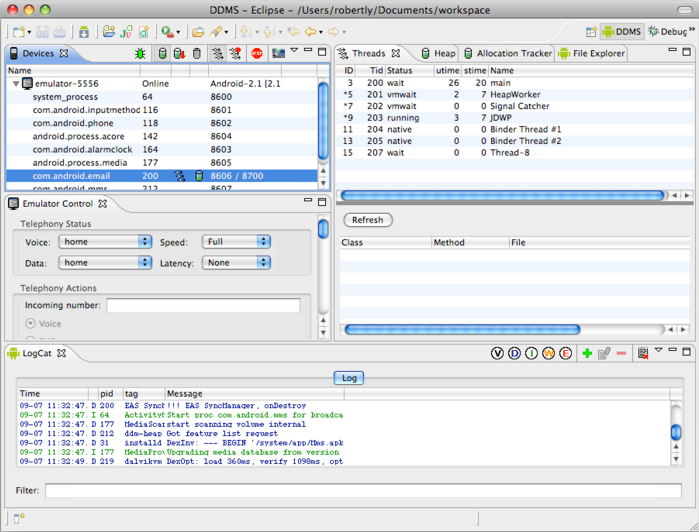 DDMS - Eclipse - /Users/robertly/Documents/workspace
DDMS Debug »
Devices
Name
emulator-5556 Online Android-2.1 [2.1
system_process 64 8600
com.android.inputmethod 116 8601
com.android.phone 118 8602
android.process.acore 142 8604
com.android.alarmclock 164 8603
android.process.media 177 8605
com.android.email 200 8606 / 8700
com.android.mms 212 8607
Threads Heap Allocation Tracker File Explorer
ID Tid Status utime stime Name
3 200 wait 26 20 main
*5 201 vmwait 2 7 HeapWorker
*7 202 vmwait 0 0 Signal Catcher
*9 203 running 3 7 JDWP
11 204 native 0 0 Binder Thread #1
13 205 native 0 0 Binder Thread #2
15 207 wait 0 0 Thread-8
Refresh
Class Method File
Emulator Control
Telephony Status
Voice: home Speed: Full
Data: home Latency: None
Telephony Actions
Incoming number:
Voice
LogCat
V D I W E
Log
Time pid tag Message
09-07 11:32:47. D 200 EAS Synch !!! EAS SyncManager, onDestroy
09-07 11:32:47. I 64 Activity Start proc com.android.mms for broadca
09-07 11:32:47. D 177 MediaScan start scanning volume internal
09-07 11:32:47. D 212 ddm-heap Got feature list request
09-07 11:32:47. D 31 installd DexInv: --- BEGIN '/system/app/Mms.apk
09-07 11:32:47. I 177 MediaProv Upgrading media database from version
09-07 11:32:49. D 219 dalvikvm DexOpt: load 360ms, verify 1098ms, opt
Filter: